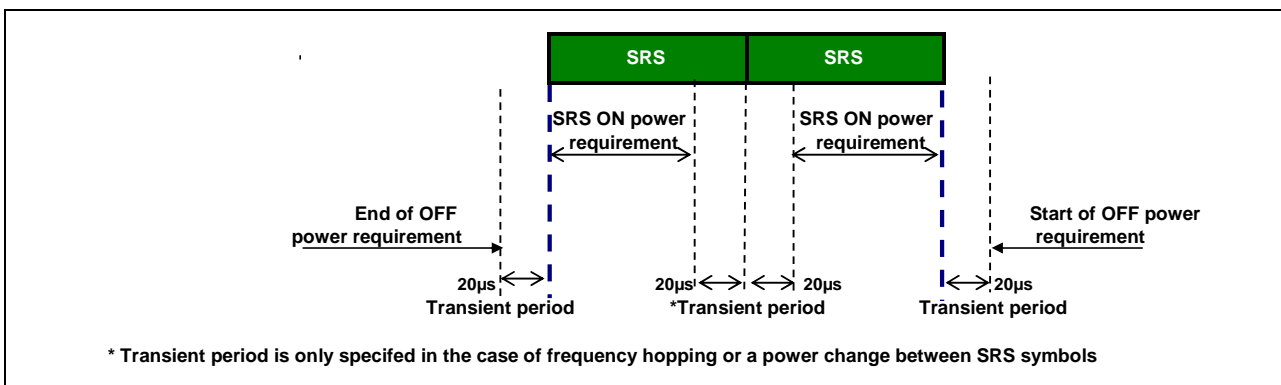 SRS SRS
SRS ON power
requirement
SRS ON power
requirement
End of OFF
power requirement
Start of OFF power
requirement
20µs
Transient period
20µs 20µs
*Transient period
20µs
Transient period
* Transient period is only specifed in the case of frequency hopping or a power change between SRS symbols